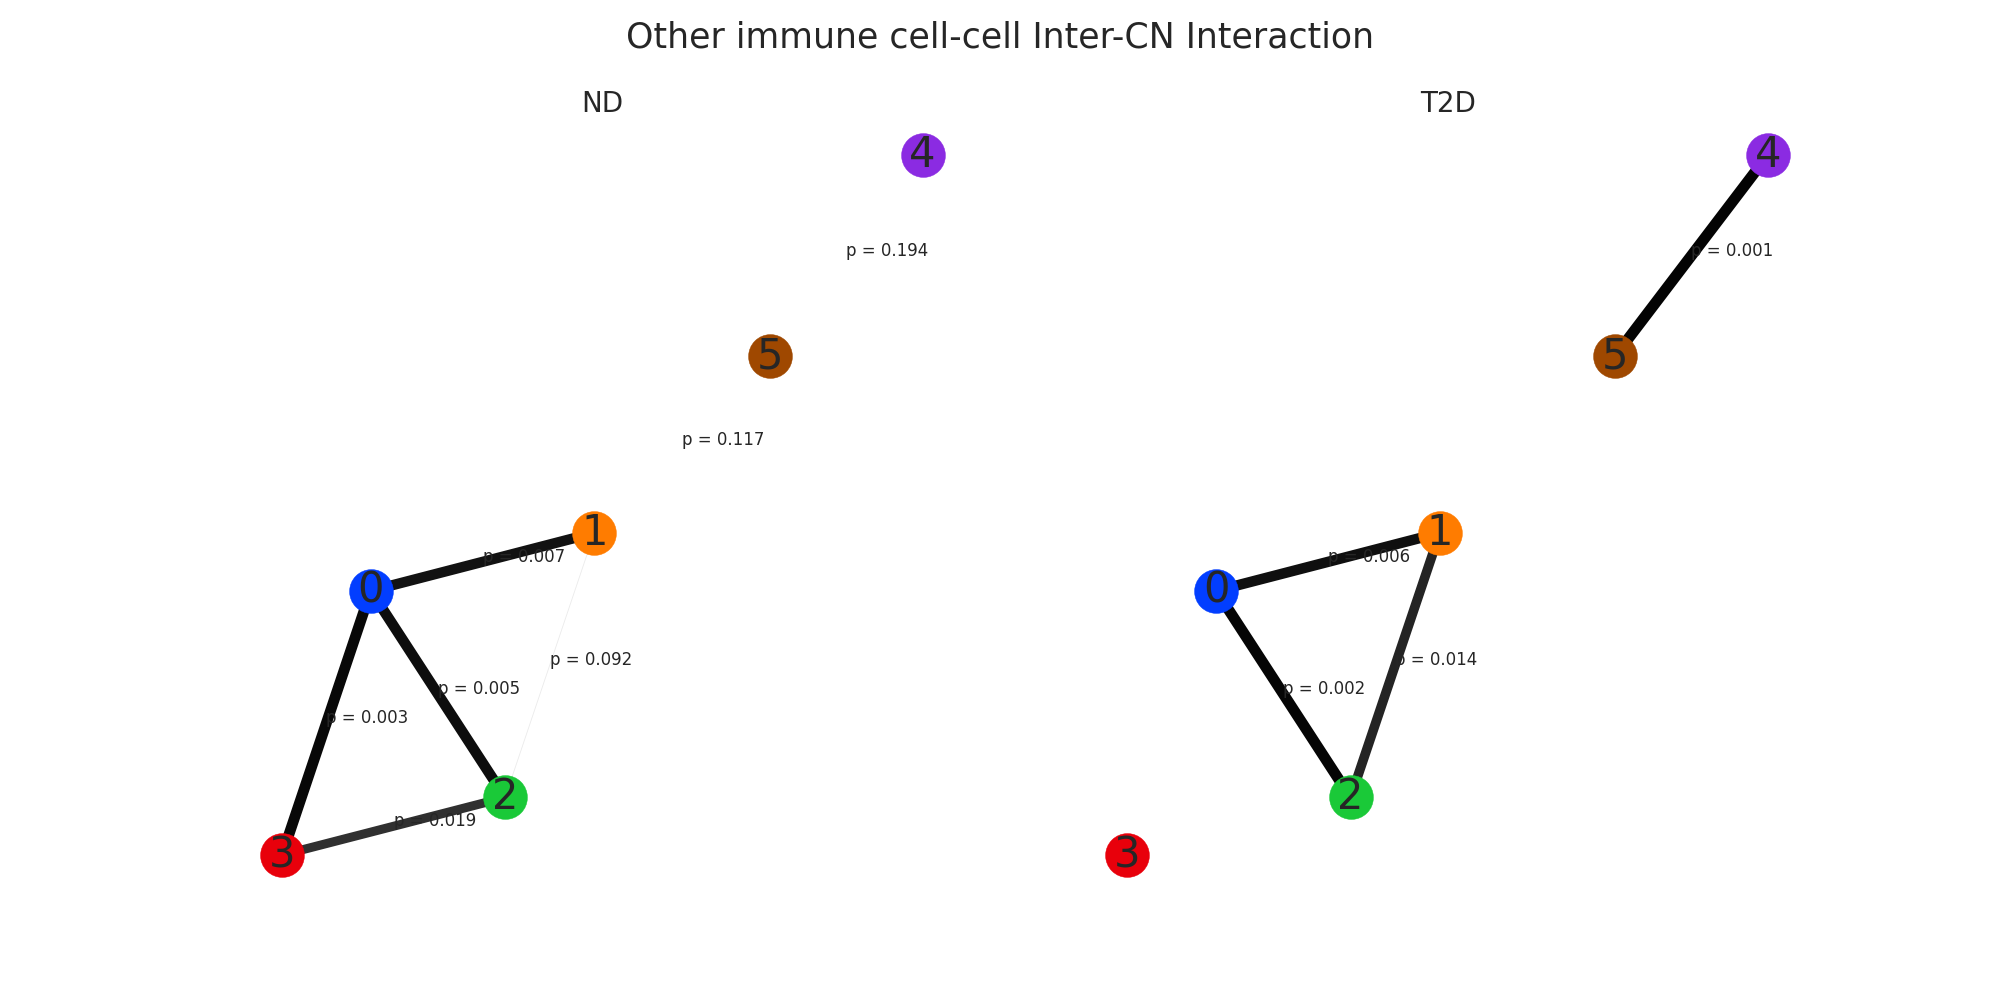 Other immune cell-cell Inter-CN Interaction
ND
4
p = 0.194
5
p = 0.117
1
p = 0.007
0
p = 0.092
p = 0.005
p = 0.003
2
p = 0.019
3
T2D
4
p = 0.001
5
1
p = 0.006
0
p = 0.014
p = 0.002
2
3